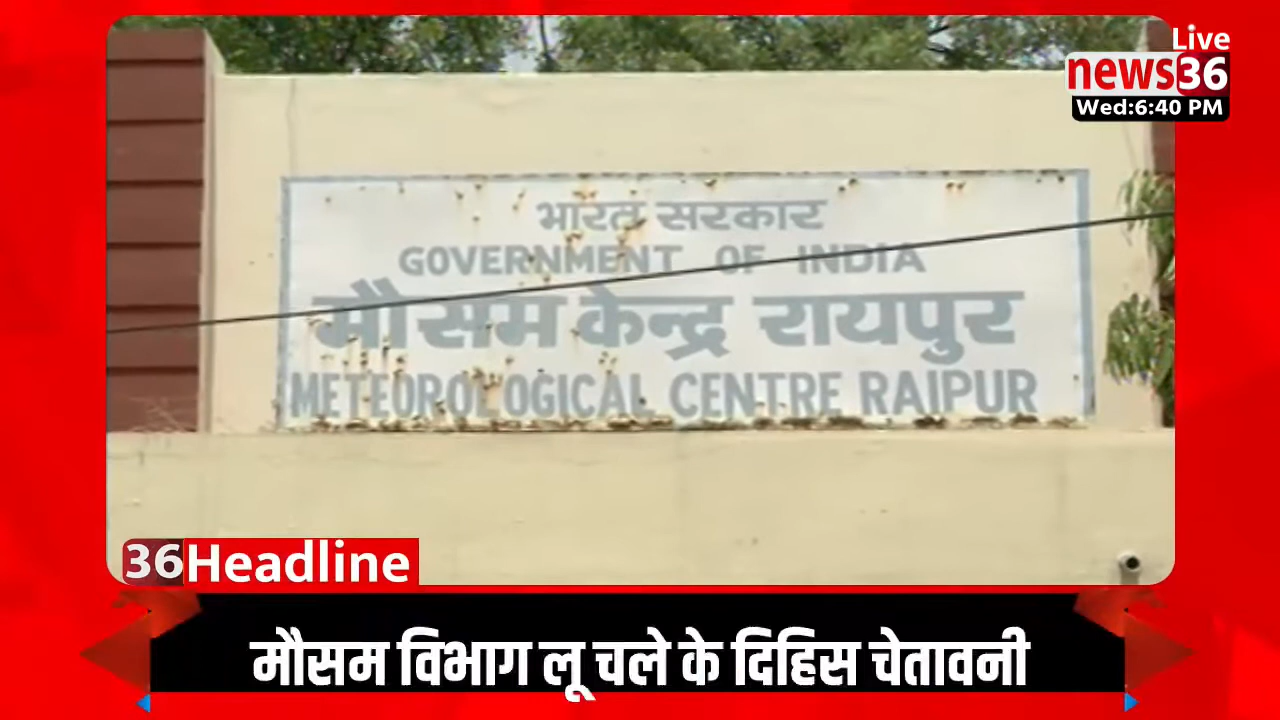 Live
news36
Wed:6:40 PM
भारत सरकार
GOVERNMENT OF INDIA
मौसम केन्द्र रायपुर
METEOROLOGICAL CENTRE RAIPUR
36Headline
मौसम विभाग लू चले के दिहिस चेतावनी